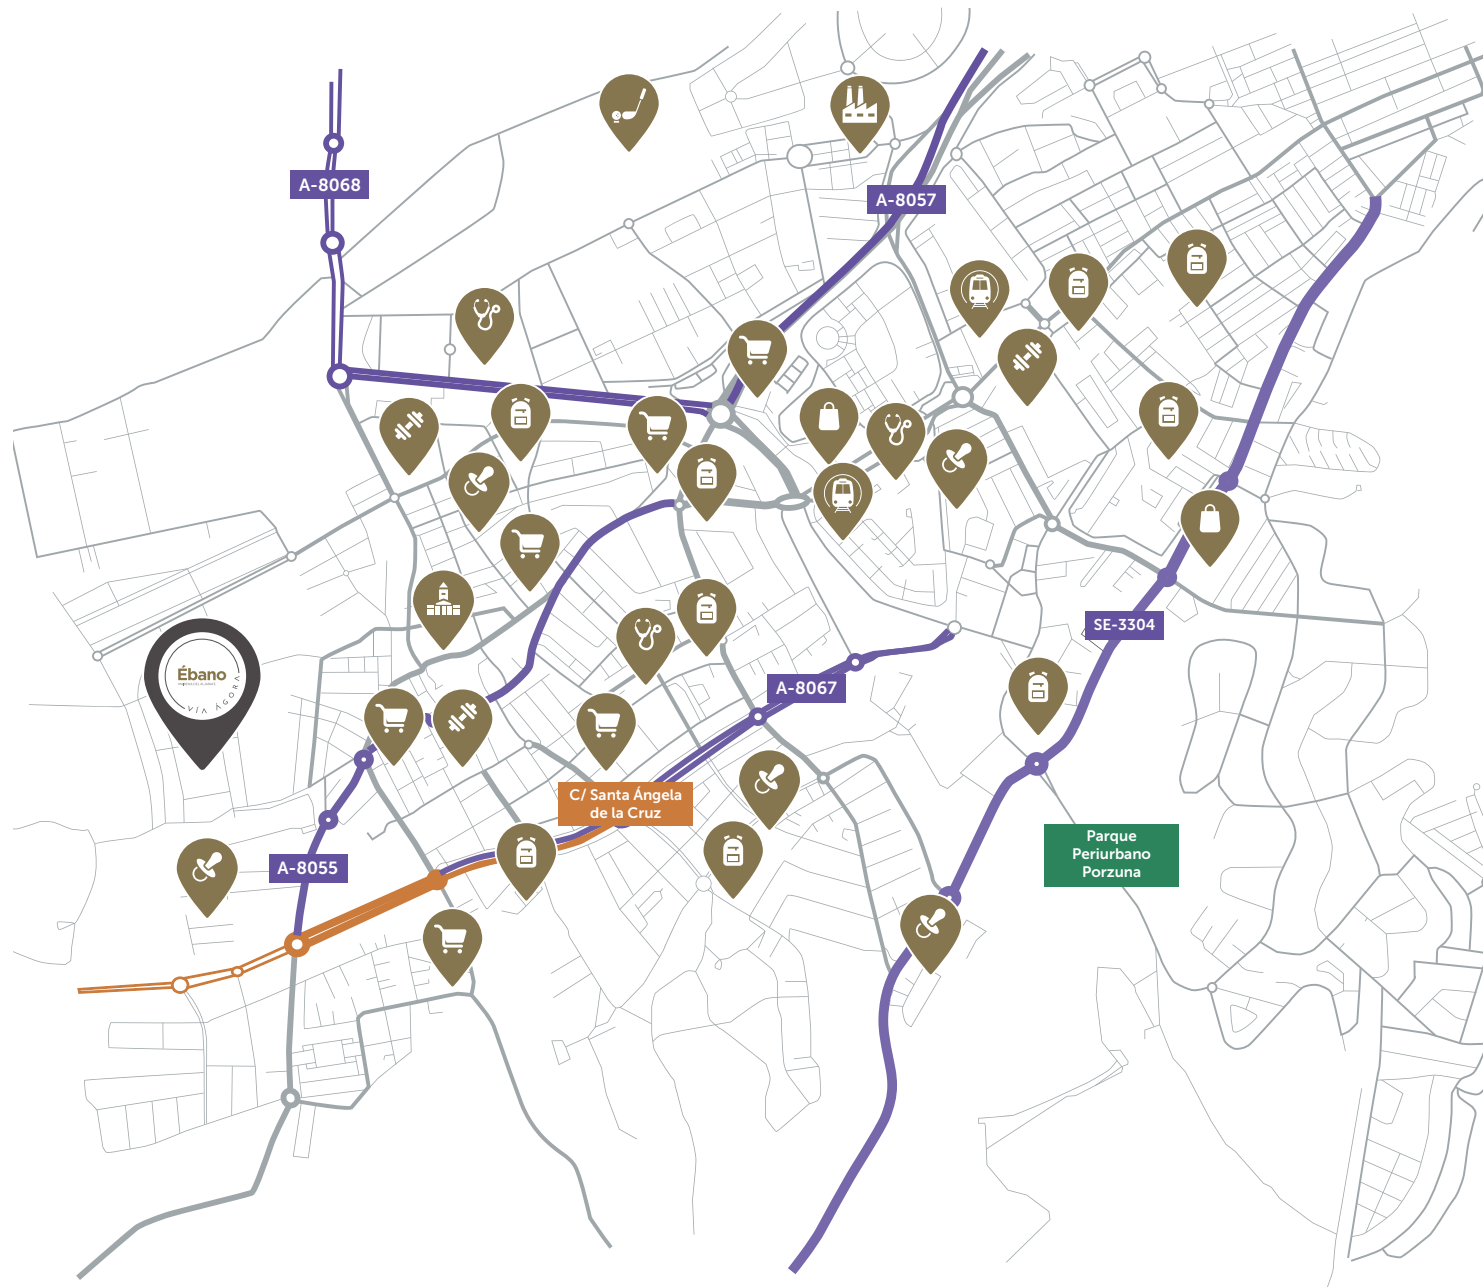 A-8068
A-8057
SE-3304
Ébano
VÍA ÁGORA
A-8067
C/ Santa Ángela
de la Cruz
Parque
Periurbano
Porzuna
A-8055